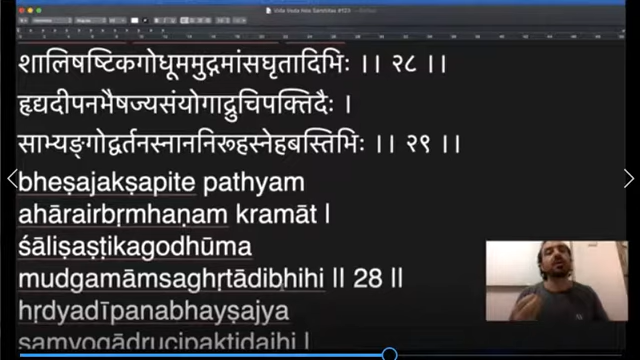 शालिषष्टिकगोधूममुद्गमांसघृतादिभिः ।। २८ ।।
हृद्यदीपनभैषज्यसंयोगाद्रुचिपक्तिदैः ।
साभ्यङ्गोद्वर्तनस्नाननिरूहस्नेहबस्तिभिः ।। २९ ।।
bheṣajakṣapite pathyam
ahārairbṛmhaṇam kramāt |
śāliṣaṣṭikagodhūma
mudgamāmsaghṛtādibhihi || 28 ||
hṛdyadīpanabhayṣajya
samyogādrucipaktidaihi |